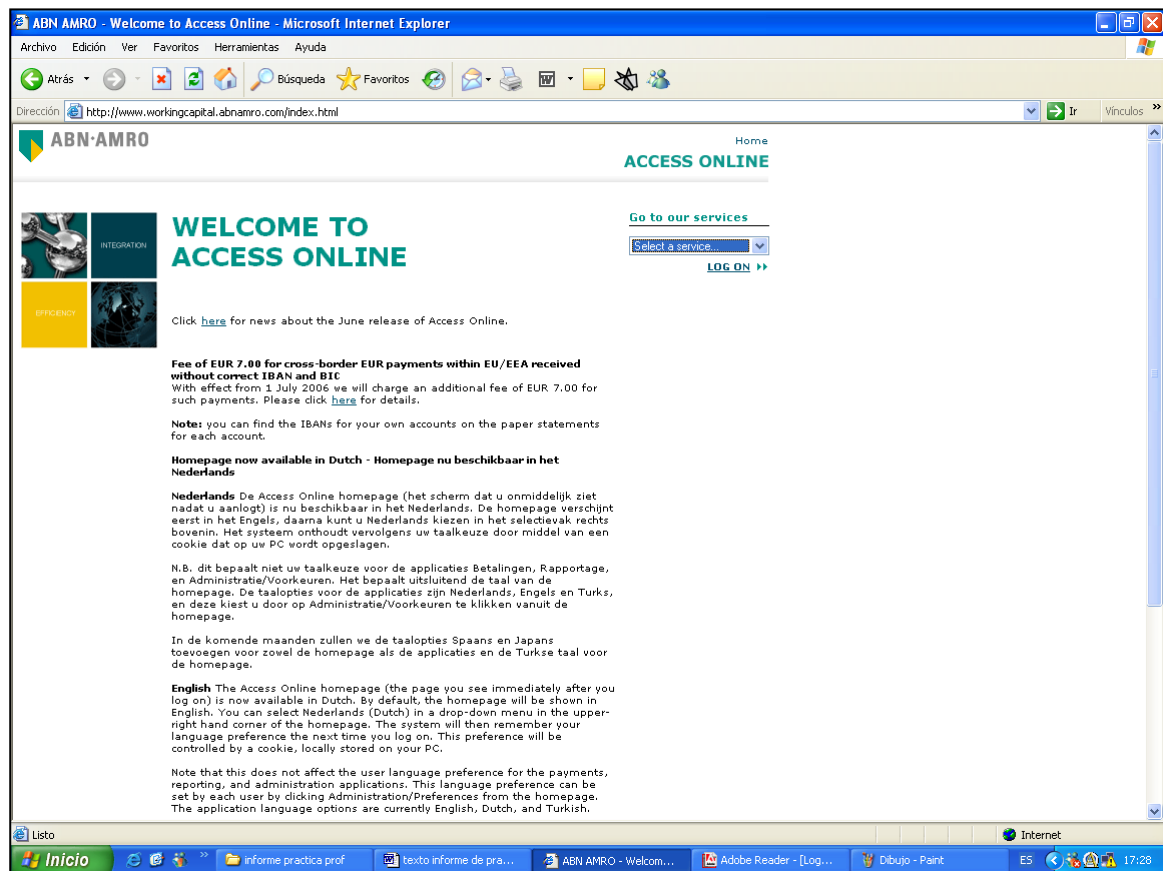 ABN AMRO - Welcome to Access Online - Microsoft Internet Explorer
Archivo Edición Ver Favoritos Herramientas Ayuda
Atrás Búsqueda Favoritos
Dirección http://www.workingcapital.abnamro.com/index.html Ir Vínculos »
ABN·AMRO
Home
ACCESS ONLINE
INTEGRATION
EFFICIENCY
WELCOME TO
ACCESS ONLINE
Go to our services
Select a service...
LOG ON
Click here for news about the June release of Access Online.
Fee of EUR 7.00 for cross-border EUR payments within EU/EEA received
without correct IBAN and BIC
With effect from 1 July 2006 we will charge an additional fee of EUR 7.00 for
such payments. Please click here for details.
Note: you can find the IBANs for your own accounts on the paper statements
for each account.
Homepage now available in Dutch - Homepage nu beschikbaar in het
Nederlands
Nederlands De Access Online homepage (het scherm dat u onmiddelijk ziet
nadat u aanlogt) is nu beschikbaar in het Nederlands. De homepage verschijnt
eerst in het Engels, daarna kunt u Nederlands kiezen in het selectievak rechts
bovenin. Het systeem onthoudt vervolgens uw taalkeuze door middel van een
cookie dat op uw PC wordt opgeslagen.
N.B. dit bepaalt niet uw taalkeuze voor de applicaties Betalingen, Rapportage,
en Administratie/Voorkeuren. Het bepaalt uitsluitend de taal van de
homepage. De taalopties voor de applicaties zijn Nederlands, Engels en Turks,
en deze kiest u door op Administratie/Voorkeuren te klikken vanuit de
homepage.
In de komende maanden zullen we de taalopties Spaans en Japans
toevoegen voor zowel de homepage als de applicaties en de Turkse taal voor
de homepage.
English The Access Online homepage (the page you see immediately after you
log on) is now available in Dutch. By default, the homepage will be shown in
English. You can select Nederlands (Dutch) in a drop-down menu in the upper-
right hand corner of the homepage. The system will then remember your
language preference the next time you log on. This preference will be
controlled by a cookie, locally stored on your PC.
Note that this does not affect the user language preference for the payments,
reporting, and administration applications. This language preference can be
set by each user by clicking Administration/Preferences from the homepage.
The application language options are currently English, Dutch, and Turkish.
Listo Internet
Inicio » informe practica prof texto informe de pra... ABN AMRO - Welcom... Adobe Reader - [Log... Dibujo - Paint ES 17:28